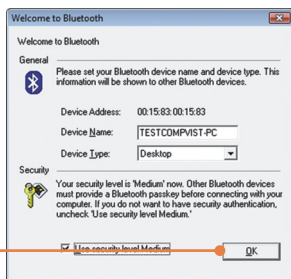 Welcome to Bluetooth
Welcome to Bluetooth
General
Please set your Bluetooth device name and device type. This
information will be shown to other Bluetooth devices.
Device Address: 00:15:83:00:15:83
Device Name: TESTCOMPVIST-PC
Device Type: Desktop
Security
Your security level is 'Medium' now. Other Bluetooth devices
must provide a Bluetooth passkey before connecting with your
computer. If you do not want to have security authentication,
uncheck 'Use security level Medium.'
Use security level Medium
OK